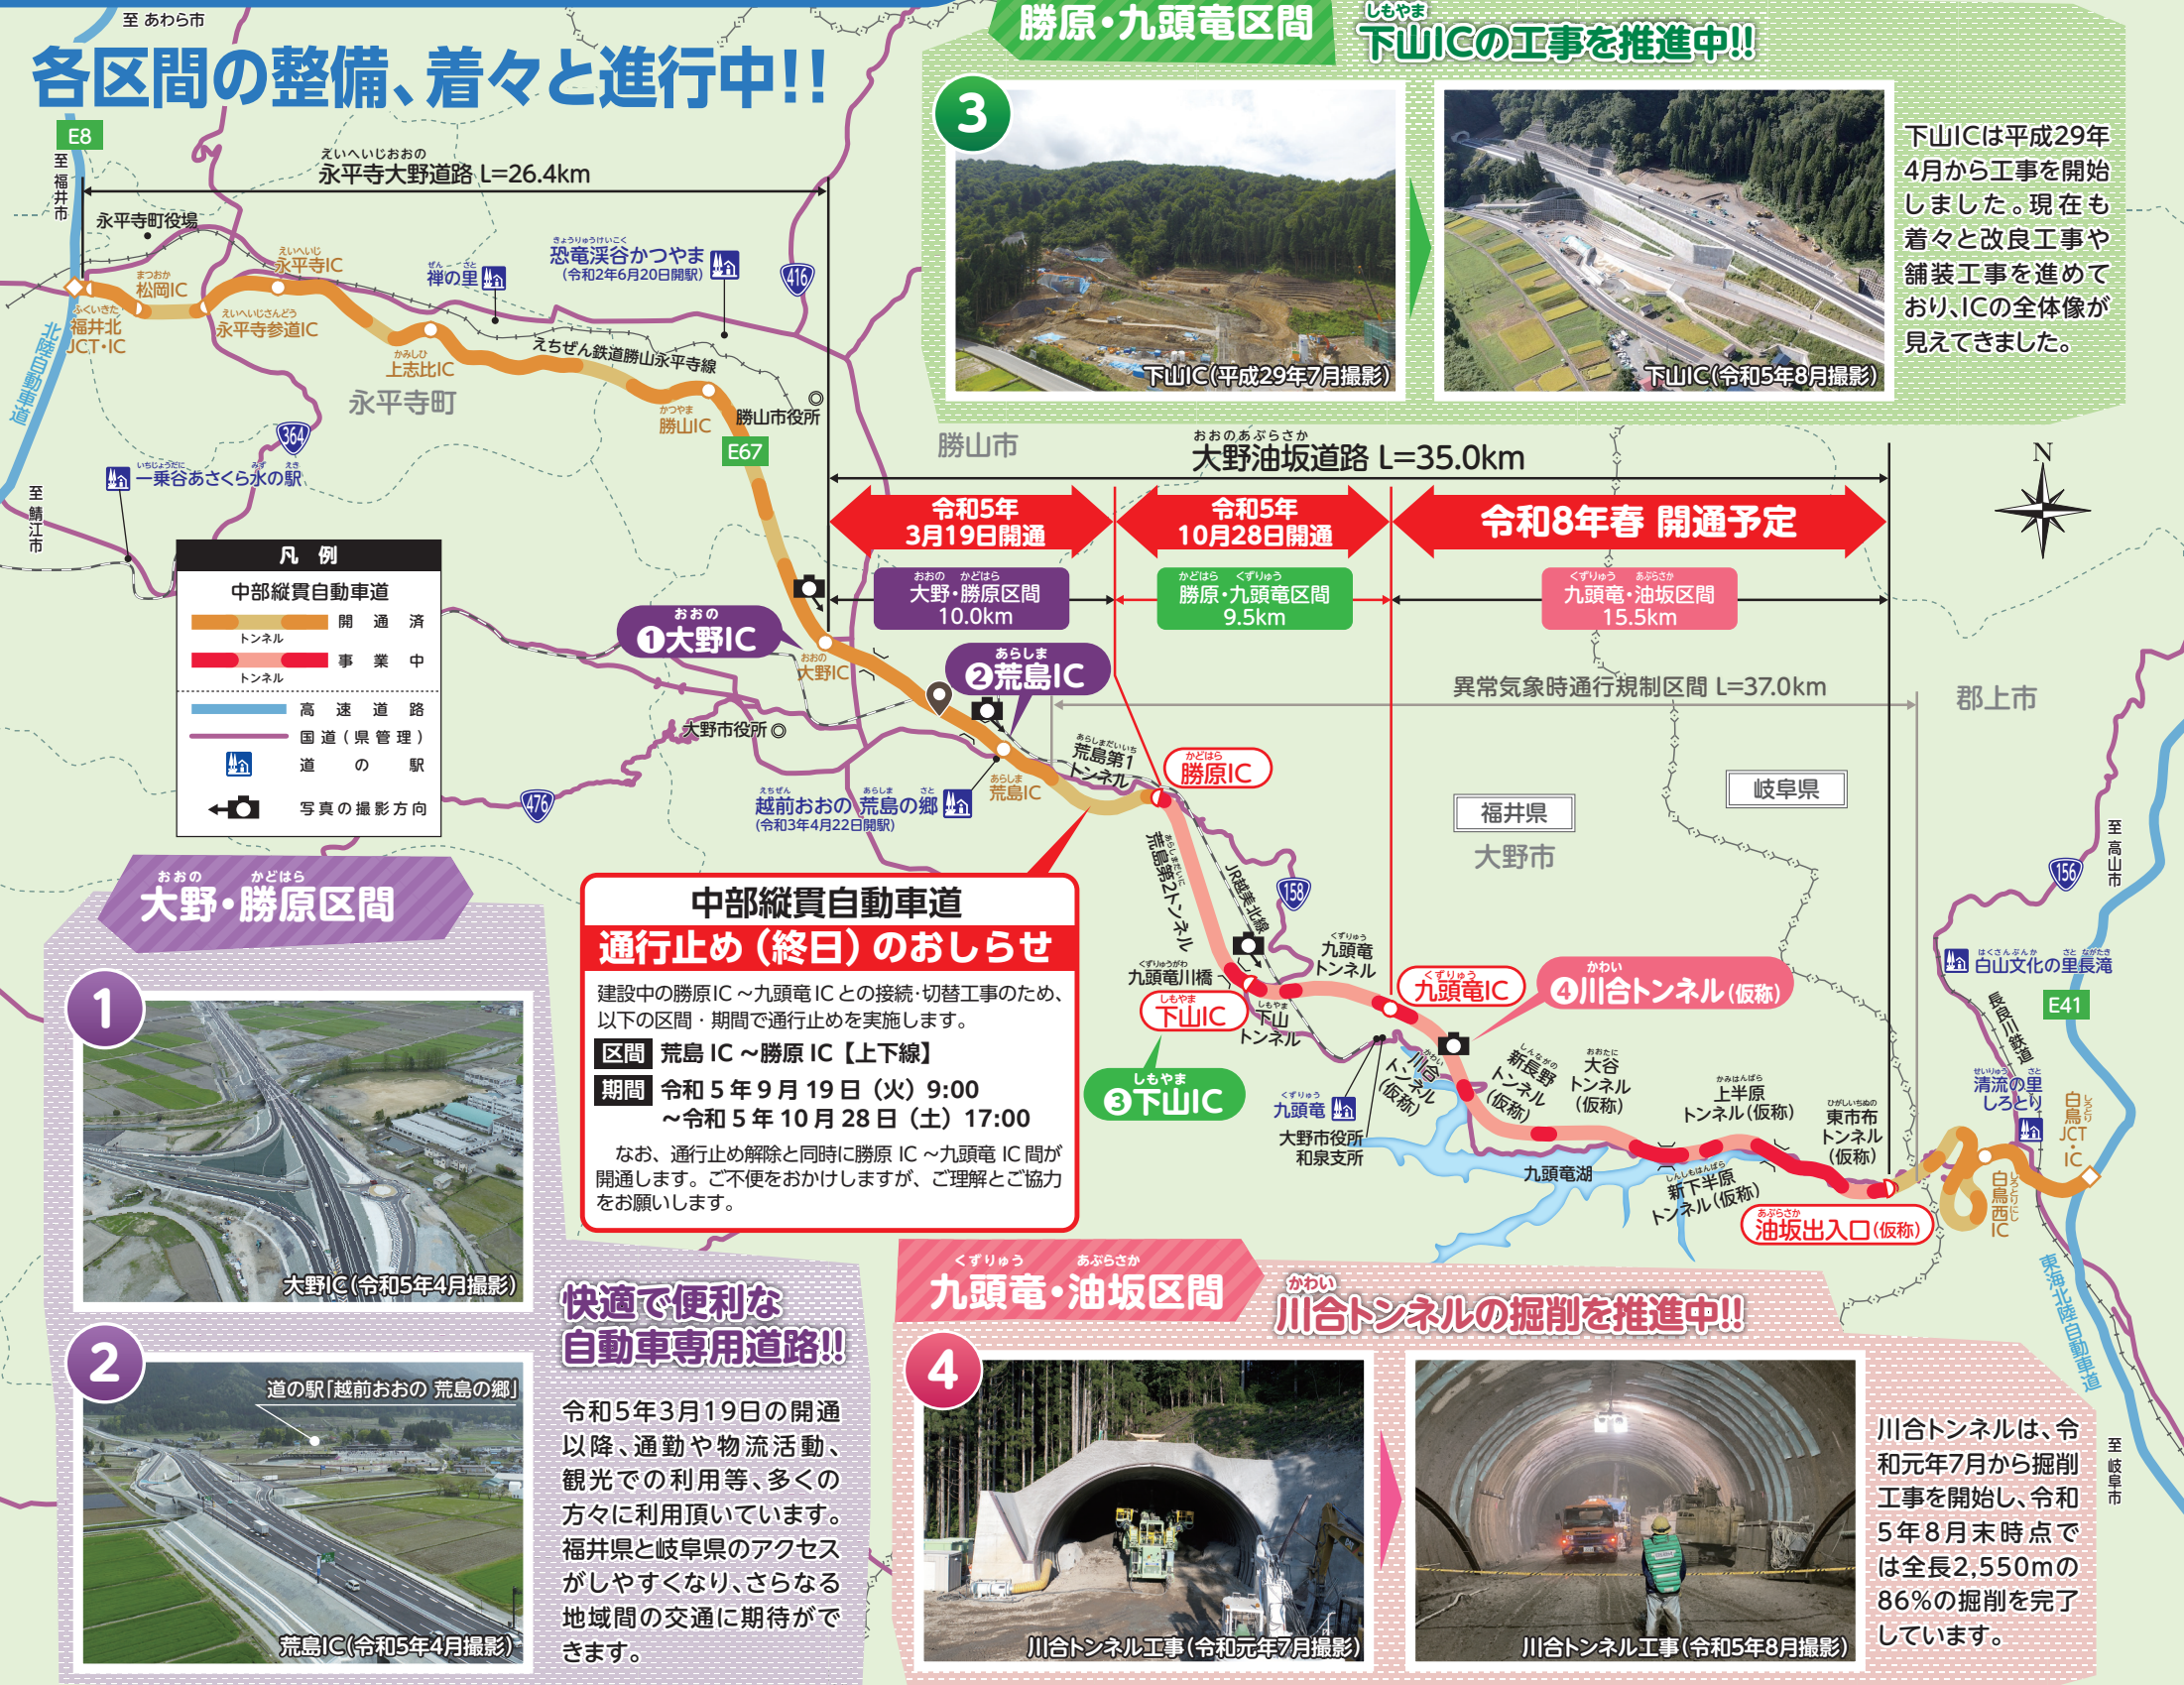 至 あわら市
各区間の整備、着々と進行中!!
E8
至 福井市
えいへいじおおの
永平寺大野道路 L=26.4km
永平寺町役場
まつおか
松岡IC
えいへいじ
永平寺IC
ふくいきた
福井北
JCT・IC
えいへいじさんどう
永平寺参道IC
ぜん さと
禅の里
きょうりゅうけいこく
恐竜渓谷かつやま
(令和2年6月20日開駅)
416
かみしひ
上志比IC
えちぜん鉄道勝山永平寺線
永平寺町
かつやま
勝山IC
勝山市役所
E67
北陸自動車道
364
いちじょうだに みず えき
一乗谷あさくら水の駅
至 鯖江市
凡 例
中部縦貫自動車道
開 通 済
トンネル
事 業 中
トンネル
高 速 道 路
国道(県管理)
道 の 駅
写真の撮影方向
476
勝原・九頭竜区間
しもやま
下山ICの工事を推進中!!
3
下山IC(平成29年7月撮影)
下山IC(令和5年8月撮影)
下山ICは平成29年
4月から工事を開始
しました。現在も
着々と改良工事や
舗装工事を進めて
おり、ICの全体像が
見えてきました。
勝山市
おおのあぶらさか
大野油坂道路 L=35.0km
N
令和5年
3月19日開通
令和5年
10月28日開通
令和8年春 開通予定
おおの かどはら
大野・勝原区間
10.0km
かどはら くずりゅう
勝原・九頭竜区間
9.5km
くずりゅう あぶらさか
九頭竜・油坂区間
15.5km
おおの
1大野IC
おおの
大野IC
あらしま
2荒島IC
大野市役所
異常気象時通行規制区間 L=37.0km
郡上市
あらしまだいいち
荒島第1
トンネル
かどはら
勝原IC
あらしま
荒島IC
えちぜん あらしま さと
越前おおの 荒島の郷
(令和3年4月22日開駅)
福井県
岐阜県
大野市
あらしまだいに
荒島第2トンネル
JR越美北線
158
156
至 高山市
くずりゅうがわ
九頭竜川橋
しもやま
下山IC
しもやま
下山
トンネル
くずりゅう
九頭竜
トンネル
くずりゅう
九頭竜IC
かわい
4川合トンネル(仮称)
しもやま
3下山IC
くずりゅう
九頭竜
大野市役所
和泉支所
かわい
川合
トンネル
(仮称)
しんながの
新長野
トンネル
(仮称)
おおたに
大谷
トンネル
(仮称)
かみはんばら
上半原
トンネル(仮称)
ひがしいちぬの
東市布
トンネル
(仮称)
九頭竜湖
しんしもはんばら
新下半原
トンネル(仮称)
あぶらさか
油坂出入口(仮称)
はくさんぶんか さと ながたき
白山文化の里長滝
E41
長良川鉄道
せいりゅう さと
清流の里
しろとり
しろとり
白鳥
JCT
・
IC
しろとりにし
白鳥西
IC
東海北陸自動車道
至 岐阜市
中部縦貫自動車道
通行止め(終日)のおしらせ
建設中の勝原IC～九頭竜ICとの接続・切替工事のため、
以下の区間・期間で通行止めを実施します。
区間 荒島 IC ～勝原 IC【上下線】
期間 令和 5 年 9 月 19 日(火)9:00
～令和 5 年 10 月 28 日(土)17:00
なお、通行止め解除と同時に勝原 IC ～九頭竜 IC 間が
開通します。ご不便をおかけしますが、ご理解とご協力
をお願いします。
おおの かどはら
大野・勝原区間
1
大野IC(令和5年4月撮影)
2
道の駅「越前おおの 荒島の郷」
荒島IC(令和5年4月撮影)
快適で便利な
自動車専用道路!!
令和5年3月19日の開通
以降、通勤や物流活動、
観光での利用等、多くの
方々に利用頂いています。
福井県と岐阜県のアクセス
がしやすくなり、さらなる
地域間の交通に期待がで
きます。
くずりゅう あぶらさか
九頭竜・油坂区間
かわい
川合トンネルの掘削を推進中!!
4
川合トンネル工事(令和元年7月撮影)
川合トンネル工事(令和5年8月撮影)
川合トンネルは、令
和元年7月から掘削
工事を開始し、令和
5年8月末時点で
は全長2,550mの
86%の掘削を完了
しています。